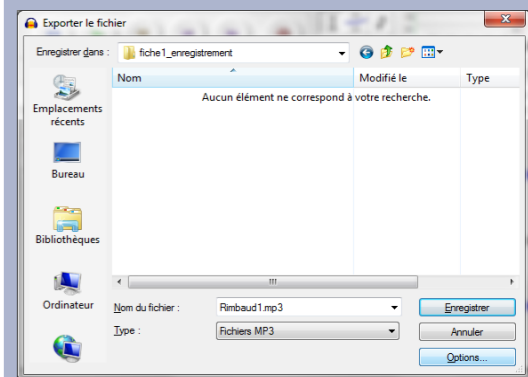 Exporter le fichier
Enregistrer dans :
fiche1_enregistrement
Nom
Modifié le
Type
Aucun élément ne correspond à votre recherche.
Emplacements
récents
Bureau
Bibliothèques
Ordinateur
Nom du fichier :
Rimbaud1.mp3
Enregistrer
Type :
Fichiers MP3
Annuler
Options...